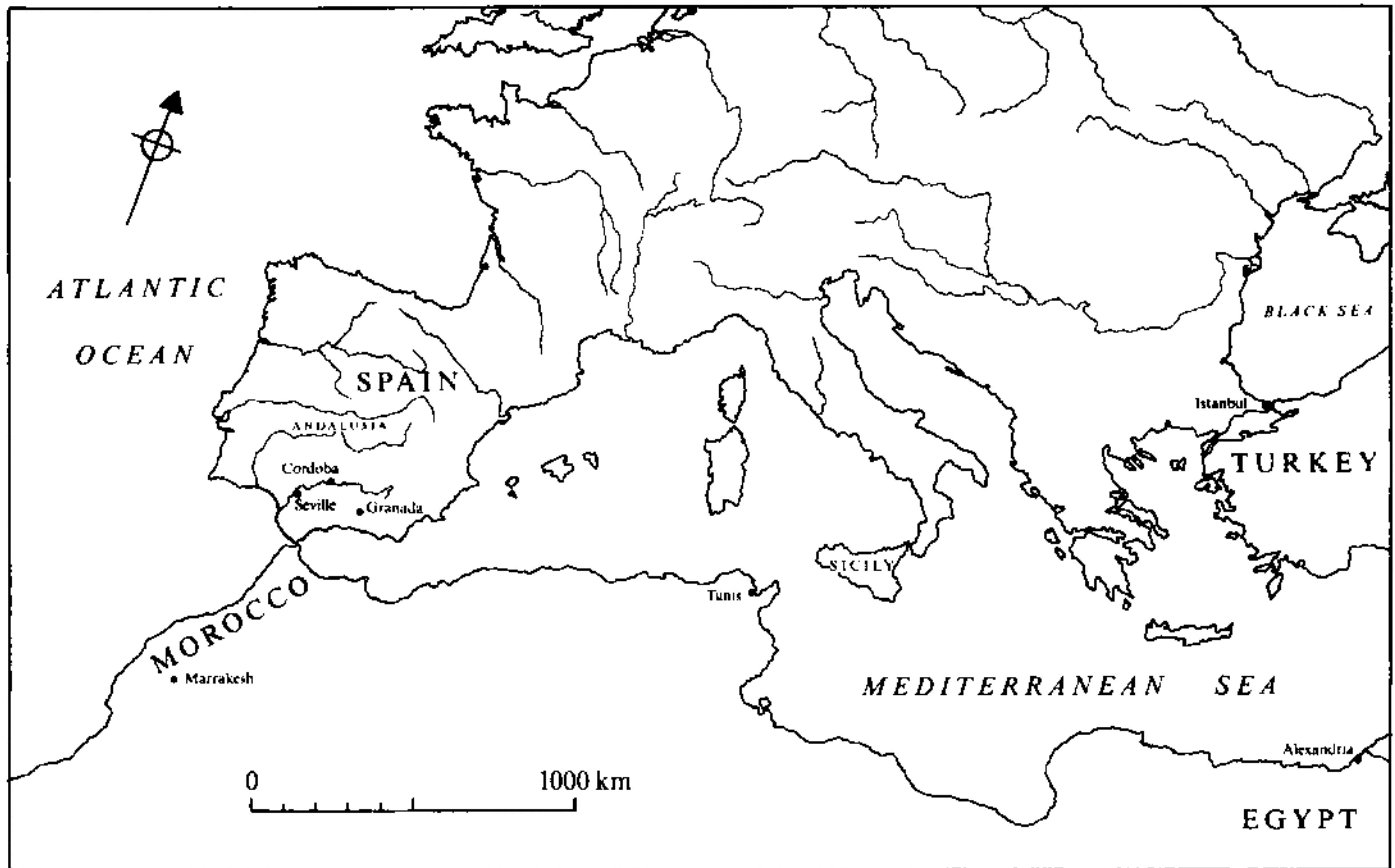 ATLANTIC
OCEAN
BLACK SEA
SPAIN
Istanbul
ANDALUSIA
TURKEY
Cordoba
Seville
Granada
SICILY
MOROCCO
Tunis
Marrakesh
MEDITERRANEAN SEA
Alexandria
0 1000 km
EGYPT